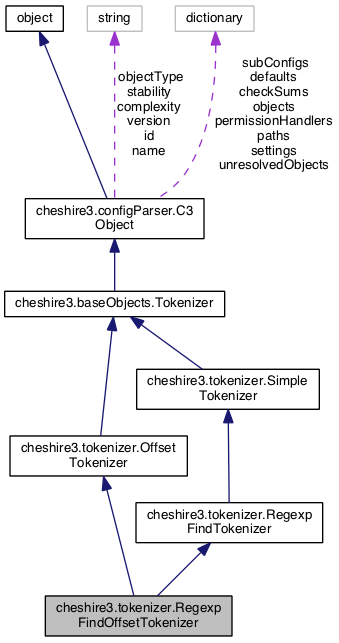 object
string
dictionary
objectType
stability
complexity
version
id
name
subConfigs
defaults
checkSums
objects
permissionHandlers
paths
settings
unresolvedObjects
cheshire3.configParser.C3
Object
cheshire3.baseObjects.Tokenizer
cheshire3.tokenizer.Simple
Tokenizer
cheshire3.tokenizer.Offset
Tokenizer
cheshire3.tokenizer.Regexp
FindTokenizer
cheshire3.tokenizer.Regexp
FindOffsetTokenizer